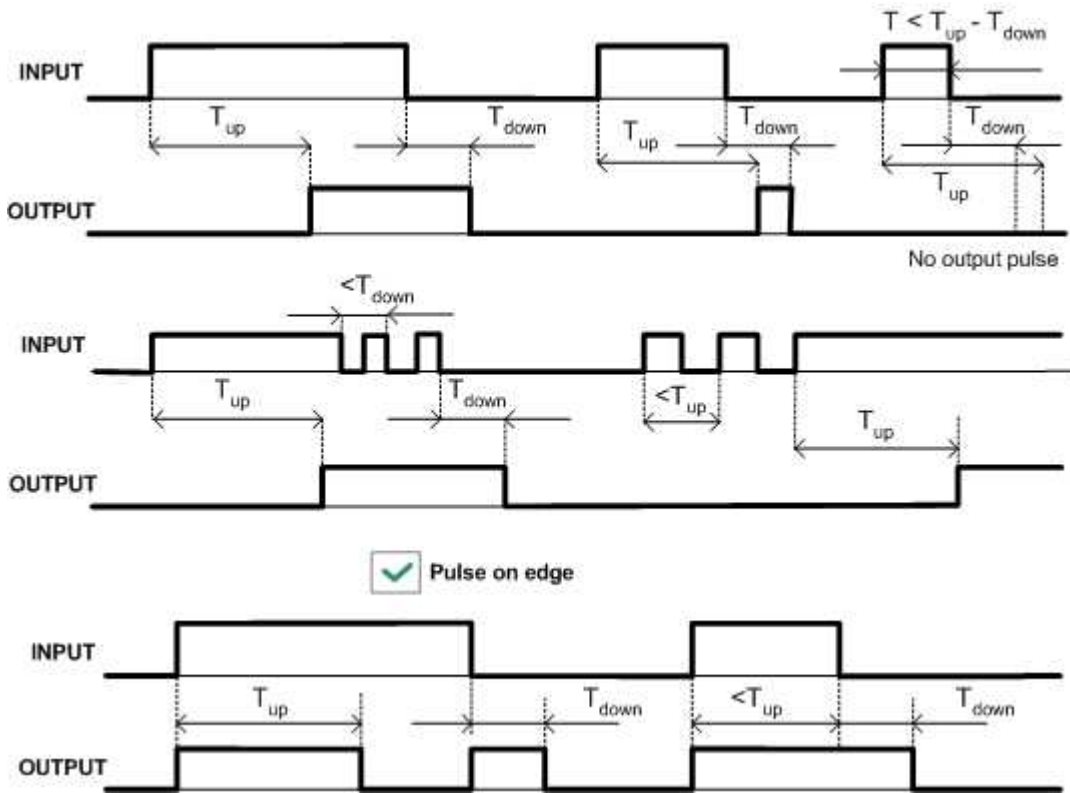 T < Tup - Tdown
INPUT
Tup
Tdown
Tup
Tdown
Tdown
Tup
OUTPUT
No output pulse
<Tdown
INPUT
Tup
Tdown
<Tup
Tup
OUTPUT
Pulse on edge
INPUT
Tup
Tdown
<Tup
Tdown
OUTPUT